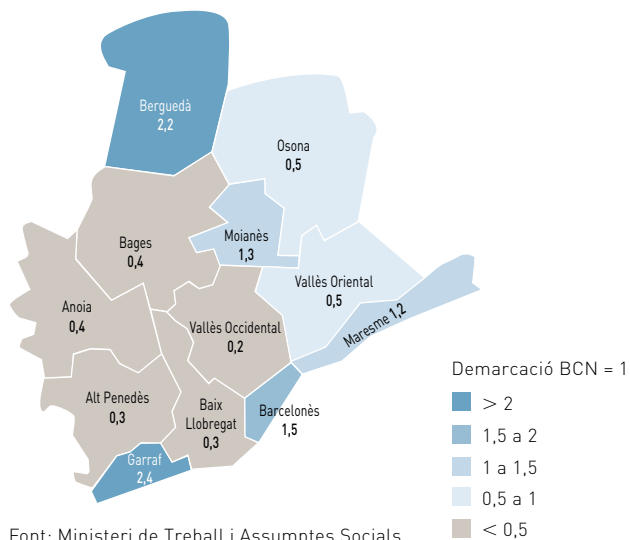 Berguedà
2,2
Osona
0,5
Moianès
1,3
Bages
0,4
Vallès Oriental
0,5
Anoia
0,4
Maresme 1,2
Vallès Occidental
0,2
Alt Penedès
0,3
Baix
Llobregat
0,3
Barcelonès
1,5
Garraf
2,4
Demarcació BCN = 1
> 2
1,5 a 2
1 a 1,5
0,5 a 1
< 0,5
Font: Ministeri de Treball i Assumptes Socials